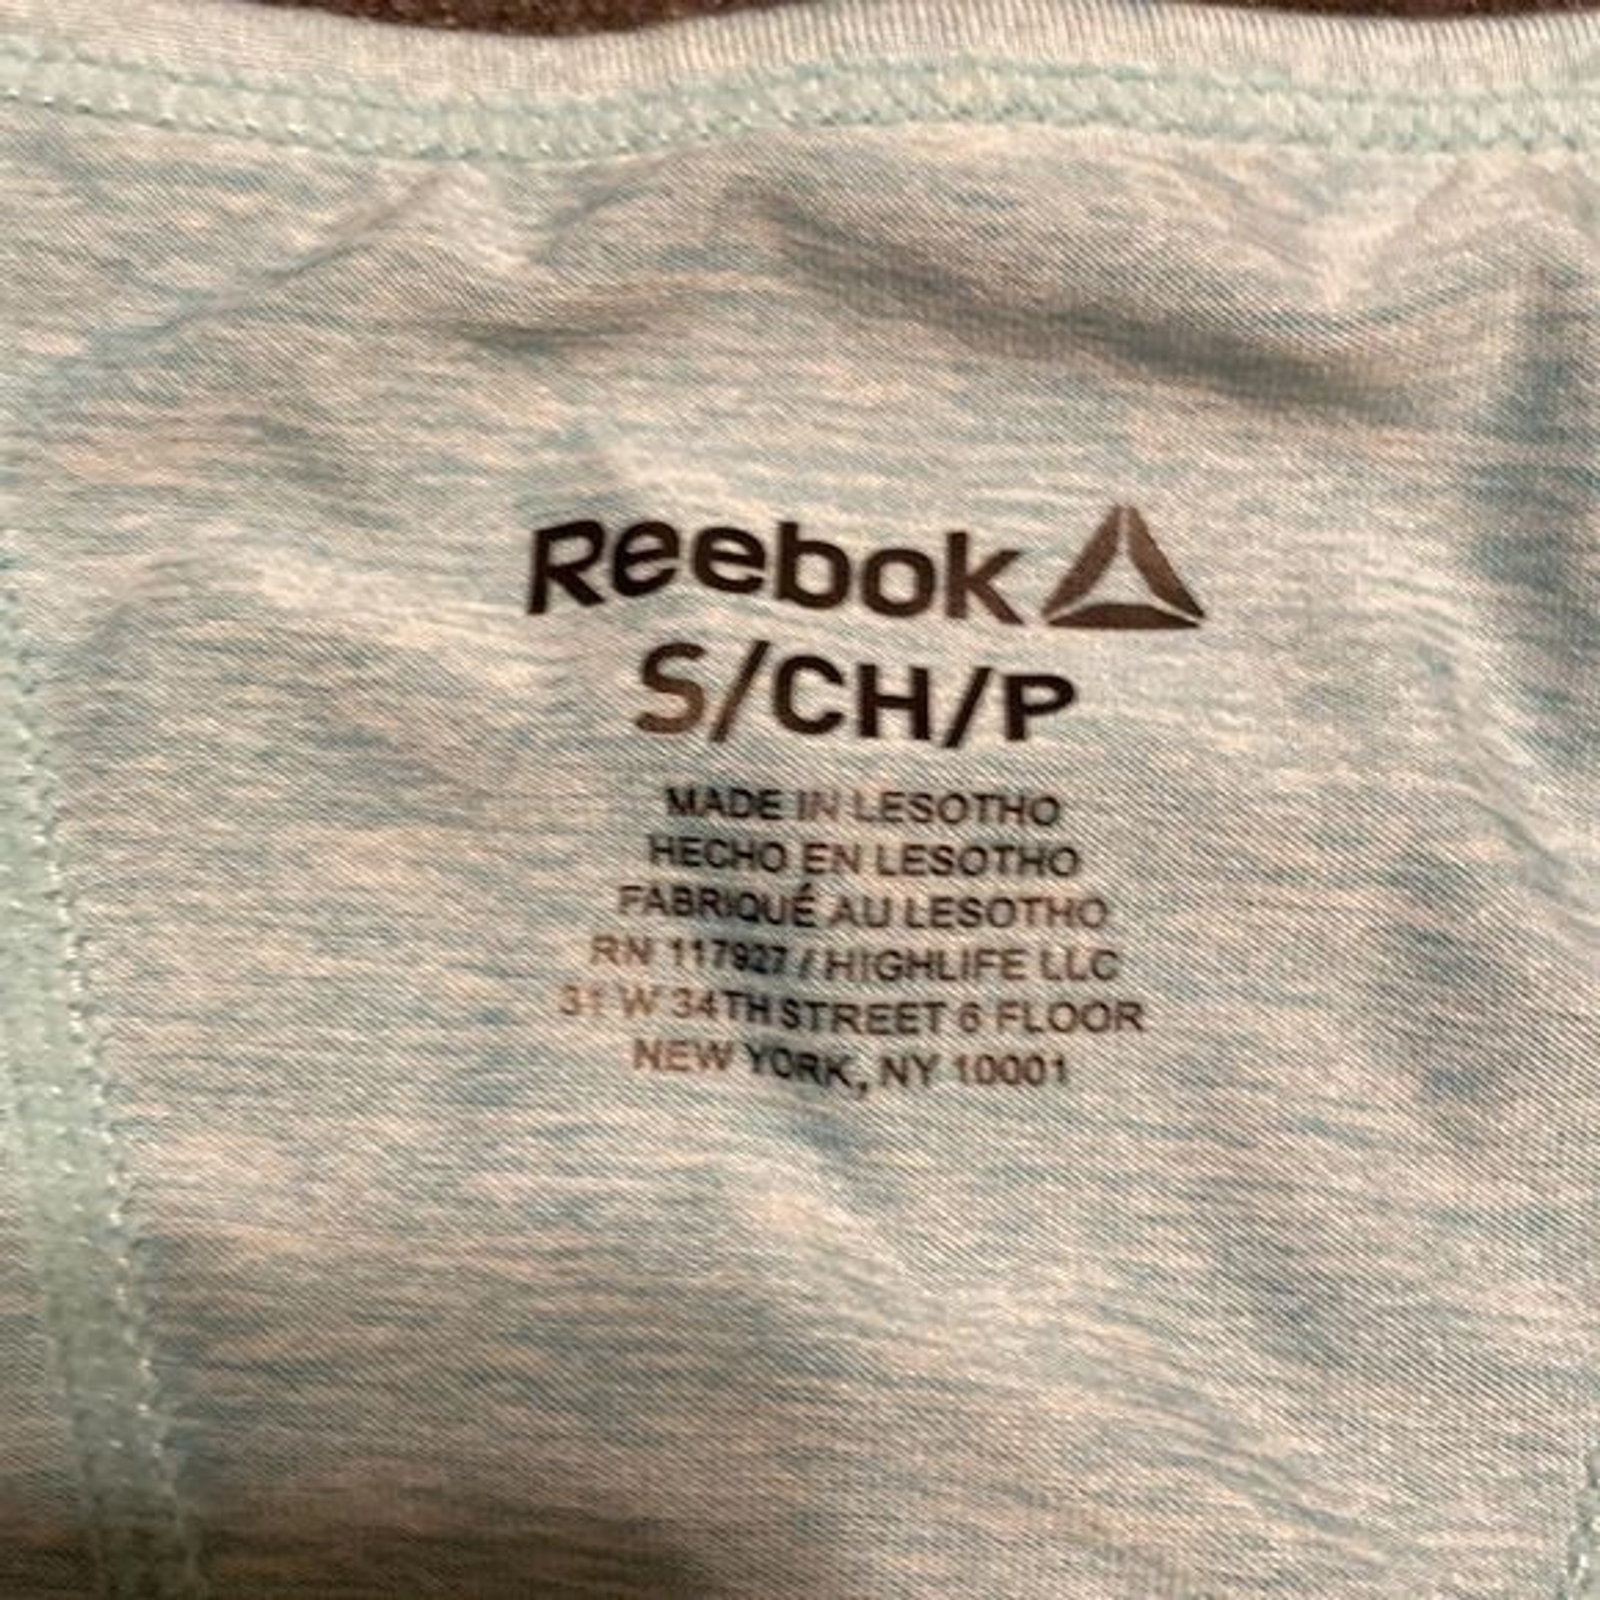 Reebok
S/CH/P
MADE IN LESOTHO
HECHO EN LESOTHO
FABRIQUÉ AU LESOTHO
RN 117927 / HIGHLIFE LLC
31 W 34TH STREET 6 FLOOR
NEW YORK, NY 10001